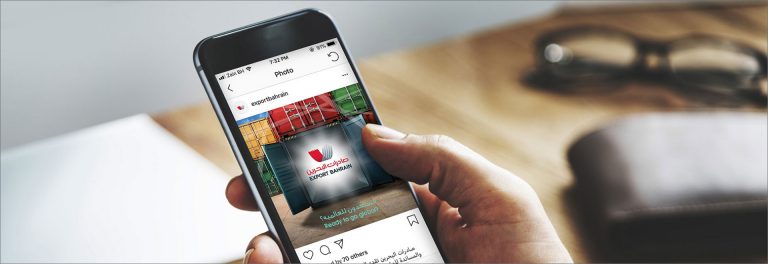 Zain BH
7:32 PM
91%
Photo
exportbahrain
صادرات البحرين
EXPORT BAHRAIN
مستعدون للعالمية؟
Ready to go global?
by 70 others
صادرات البحرين